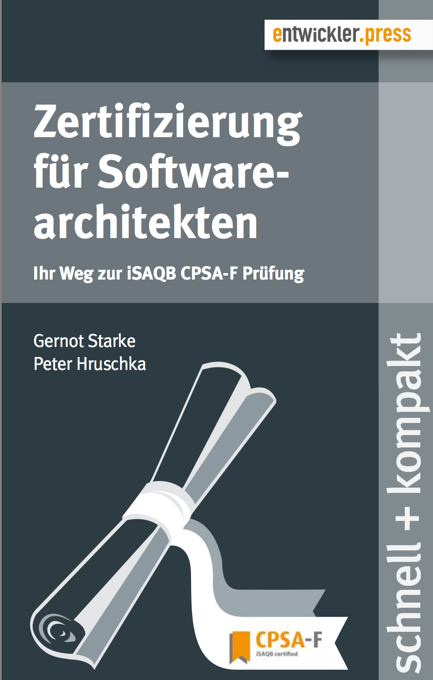 entwickler.press
Zertifizierung
für Software-
architekten
Ihr Weg zur iSAQB CPSA-F Prüfung
Gernot Starke
Peter Hruschka
schnell + kompakt
CPSA-F
iSAQB certified